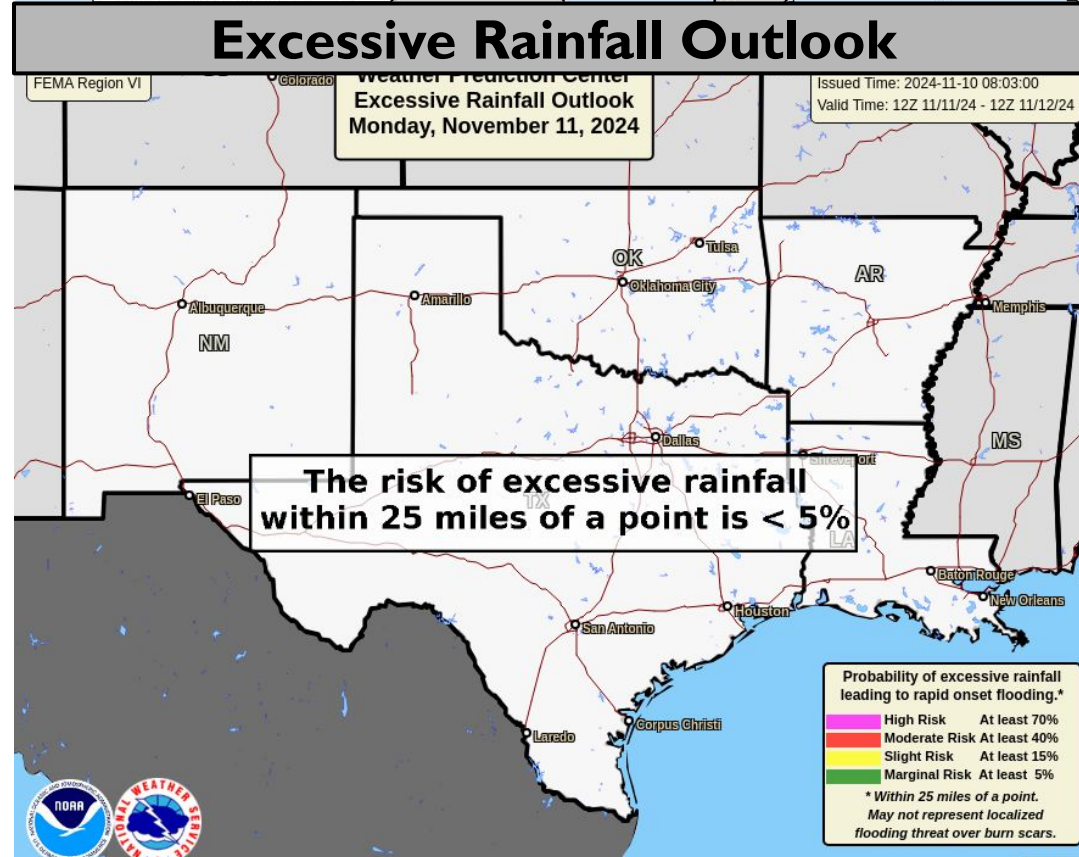 Excessive Rainfall Outlook
FEMA Region VI
Weather Prediction Center
Excessive Rainfall Outlook
Monday, November 11, 2024
Issued Time: 2024-11-10 08:03:00
Valid Time: 12Z 11/11/24 - 12Z 11/12/24
Colorado
Tulsa
OK
Oklahoma City
AR
Albuquerque
Amarillo
Memphis
NM
Dallas
MS
Shreveport
The risk of excessive rainfall
within 25 miles of a point is < 5%
TX
LA
El Paso
Baton Rouge
New Orleans
Houston
San Antonio
Corpus Christi
Laredo
Probability of excessive rainfall
leading to rapid onset flooding.*
High Risk At least 70%
Moderate Risk At least 40%
Slight Risk At least 15%
Marginal Risk At least 5%
* Within 25 miles of a point.
May not represent localized
flooding threat over burn scars.
NOAA
NATIONAL WEATHER SERVICE